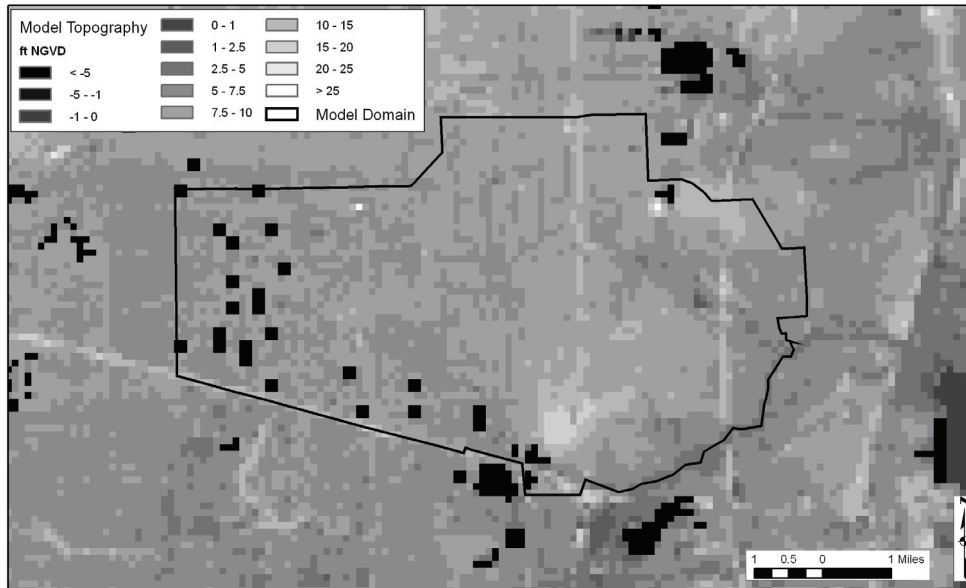 Model Topography
ft NGVD
< -5
-5 - -1
-1 - 0
0 - 1
1 - 2.5
2.5 - 5
5 - 7.5
7.5 - 10
10 - 15
15 - 20
20 - 25
> 25
Model Domain
1 0.5 0 1 Miles